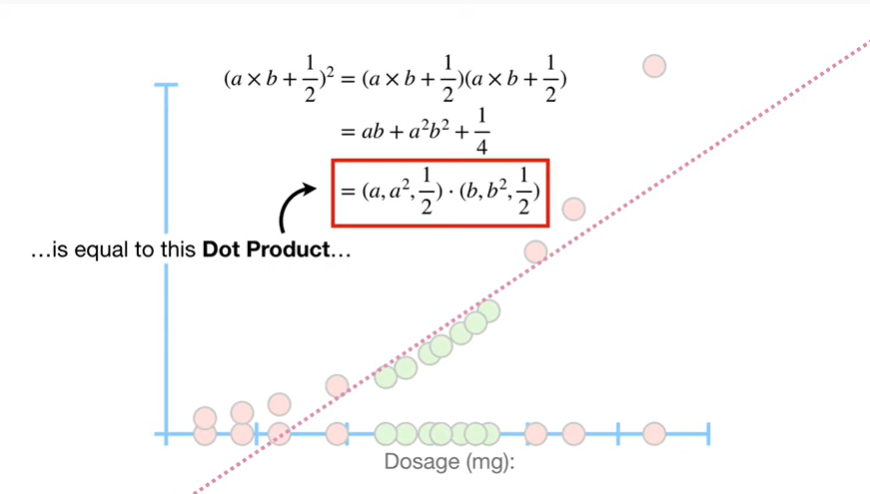 (a × b + 1/2)² = (a × b + 1/2)(a × b + 1/2)
= ab + a²b² + 1/4
= (a, a², 1/2) · (b, b², 1/2)
…is equal to this Dot Product…
Dosage (mg):